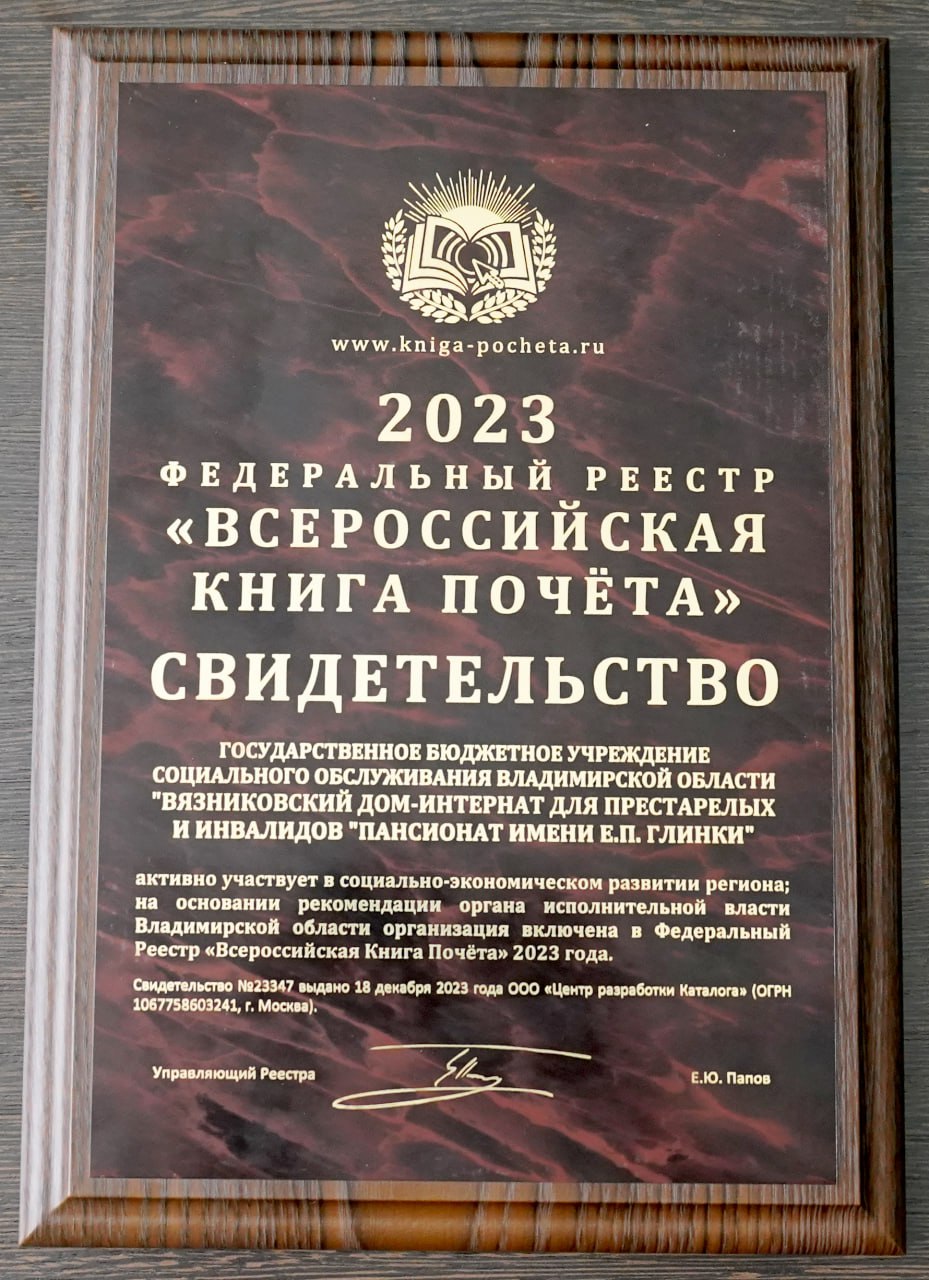 www.kniga-pocheta.ru
2023
ФЕДЕРАЛЬНЫЙ РЕЕСТР
«ВСЕРОССИЙСКАЯ
КНИГА ПОЧЁТА»
СВИДЕТЕЛЬСТВО
ГОСУДАРСТВЕННОЕ БЮДЖЕТНОЕ УЧРЕЖДЕНИЕ
СОЦИАЛЬНОГО ОБСЛУЖИВАНИЯ ВЛАДИМИРСКОЙ ОБЛАСТИ
"ВЯЗНИКОВСКИЙ ДОМ-ИНТЕРНАТ ДЛЯ ПРЕСТАРЕЛЫХ
И ИНВАЛИДОВ "ПАНСИОНАТ ИМЕНИ Е.П. ГЛИНКИ"
активно участвует в социально-экономическом развитии региона;
на основании рекомендации органа исполнительной власти
Владимирской области организация включена в Федеральный
Реестр «Всероссийская Книга Почёта» 2023 года.
Свидетельство №23347 выдано 18 декабря 2023 года ООО «Центр разработки Каталога» (ОГРН
1067758603241, г. Москва).
Управляющий Реестра Е.Ю. Папов